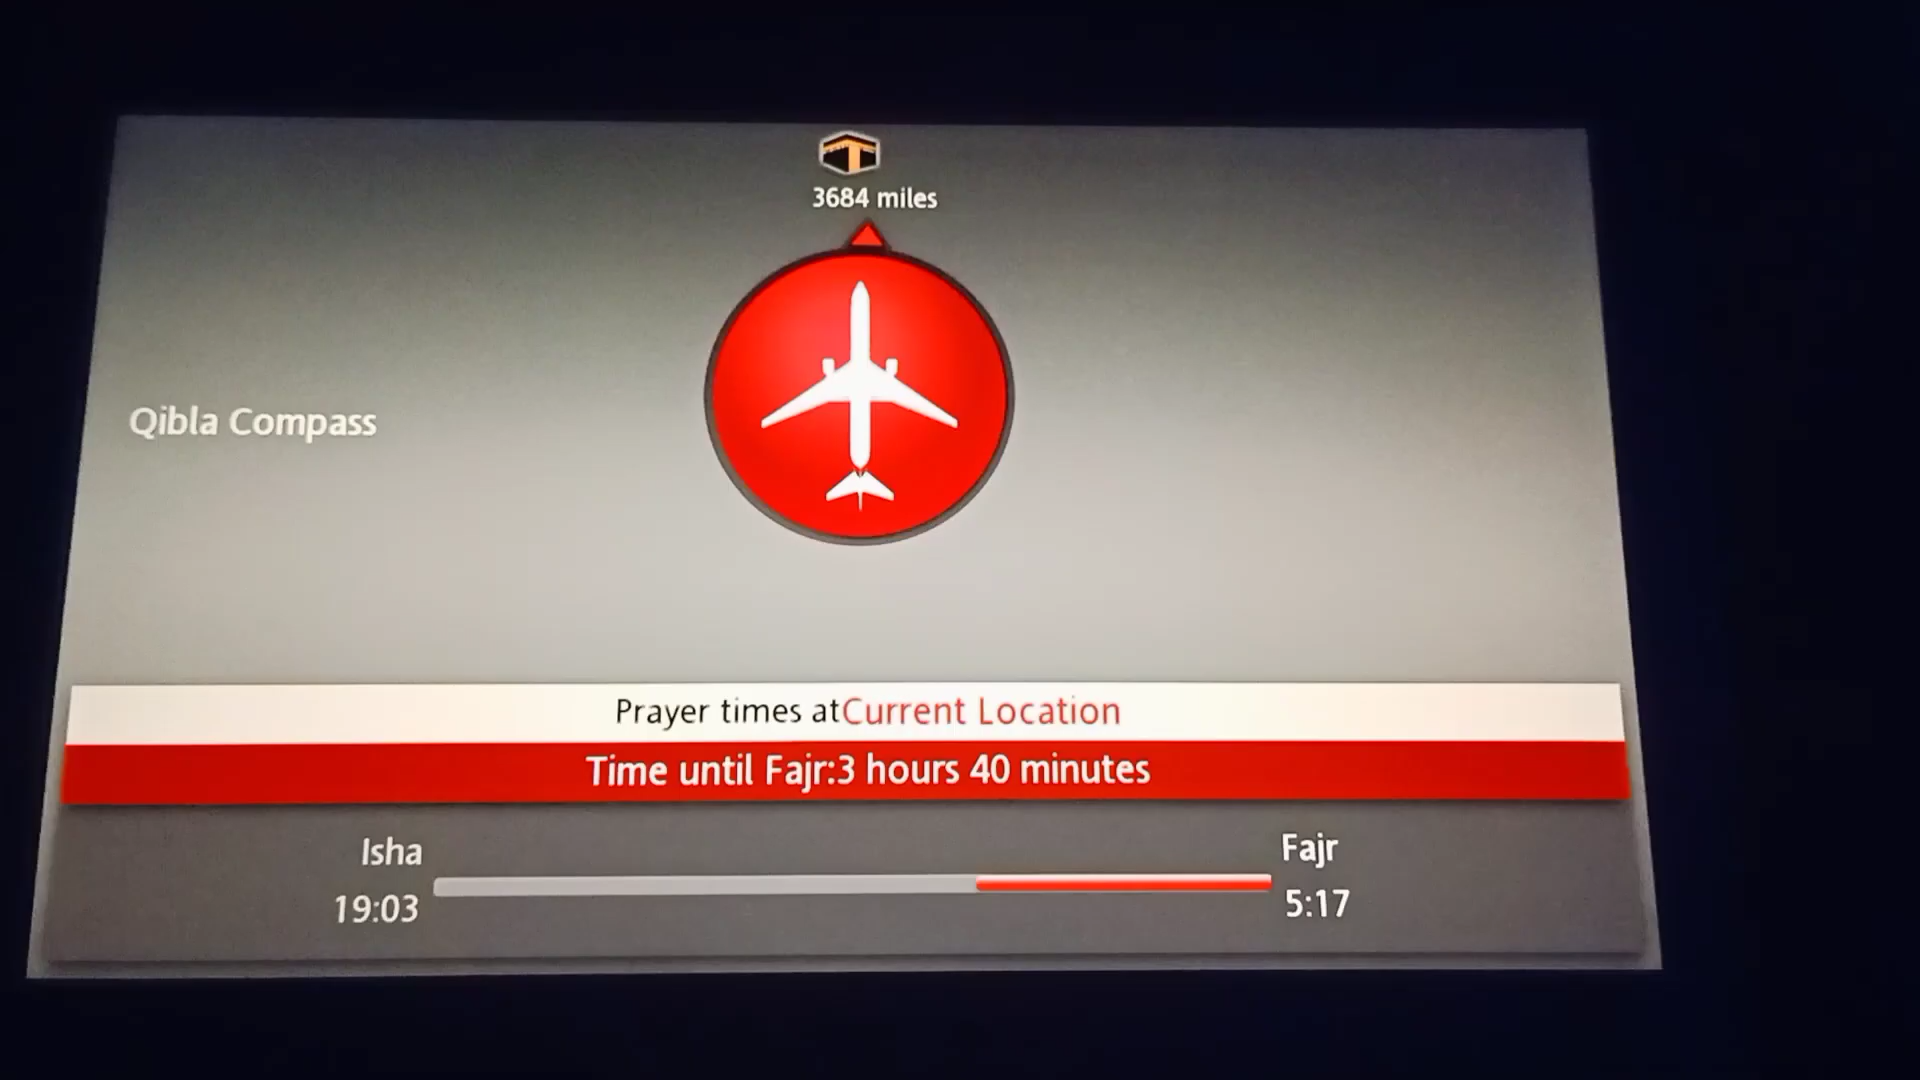 3684 miles
Qibla Compass
Prayer times atCurrent Location
Time until Fajr:3 hours 40 minutes
Isha
Fajr
19:03
5:17